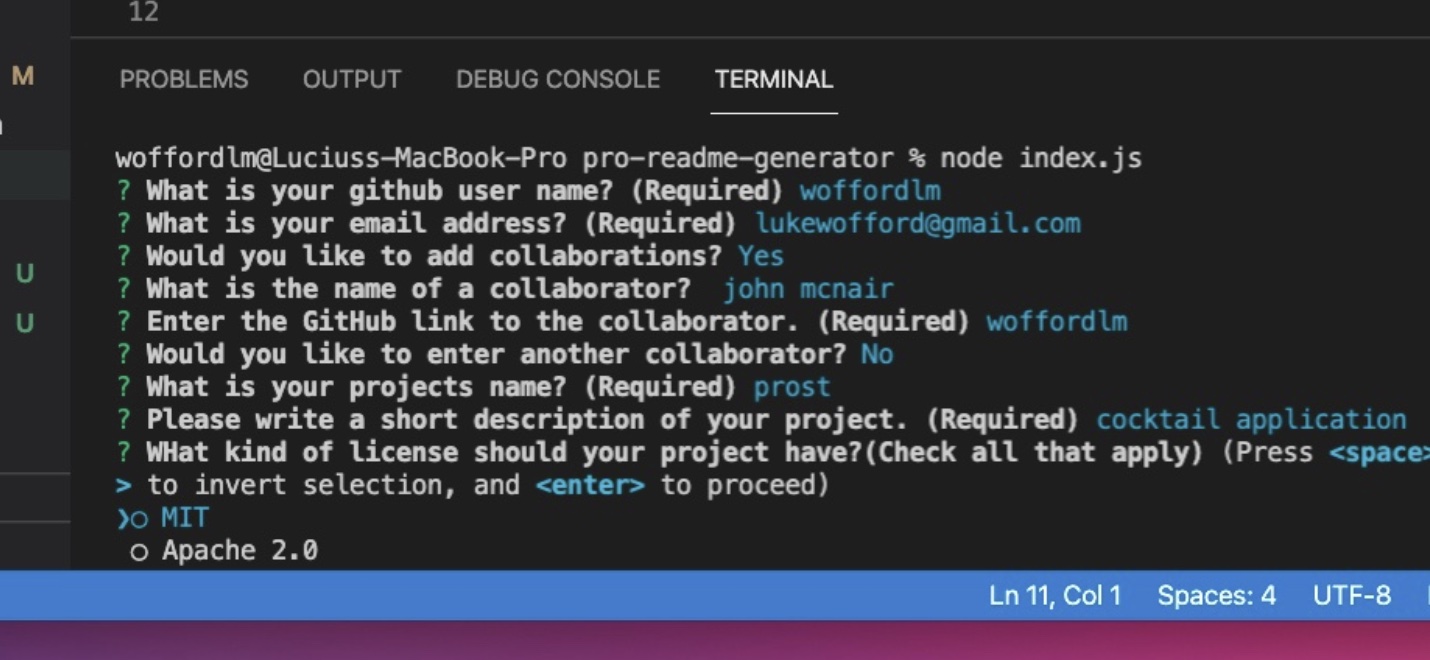 12
M
PROBLEMS OUTPUT DEBUG CONSOLE TERMINAL
woffordlm@Luciuss-MacBook-Pro pro-readme-generator % node index.js
? What is your github user name? (Required) woffordlm
? What is your email address? (Required) lukewofford@gmail.com
? Would you like to add collaborations? Yes
U
? What is the name of a collaborator?  john mcnair
? Enter the GitHub link to the collaborator. (Required) woffordlm
U
? Would you like to enter another collaborator? No
? What is your projects name? (Required) prost
? Please write a short description of your project. (Required) cocktail application
? WHat kind of license should your project have?(Check all that apply) (Press <space>
> to invert selection, and <enter> to proceed)
❯○ MIT
○ Apache 2.0
Ln 11, Col 1 Spaces: 4 UTF-8